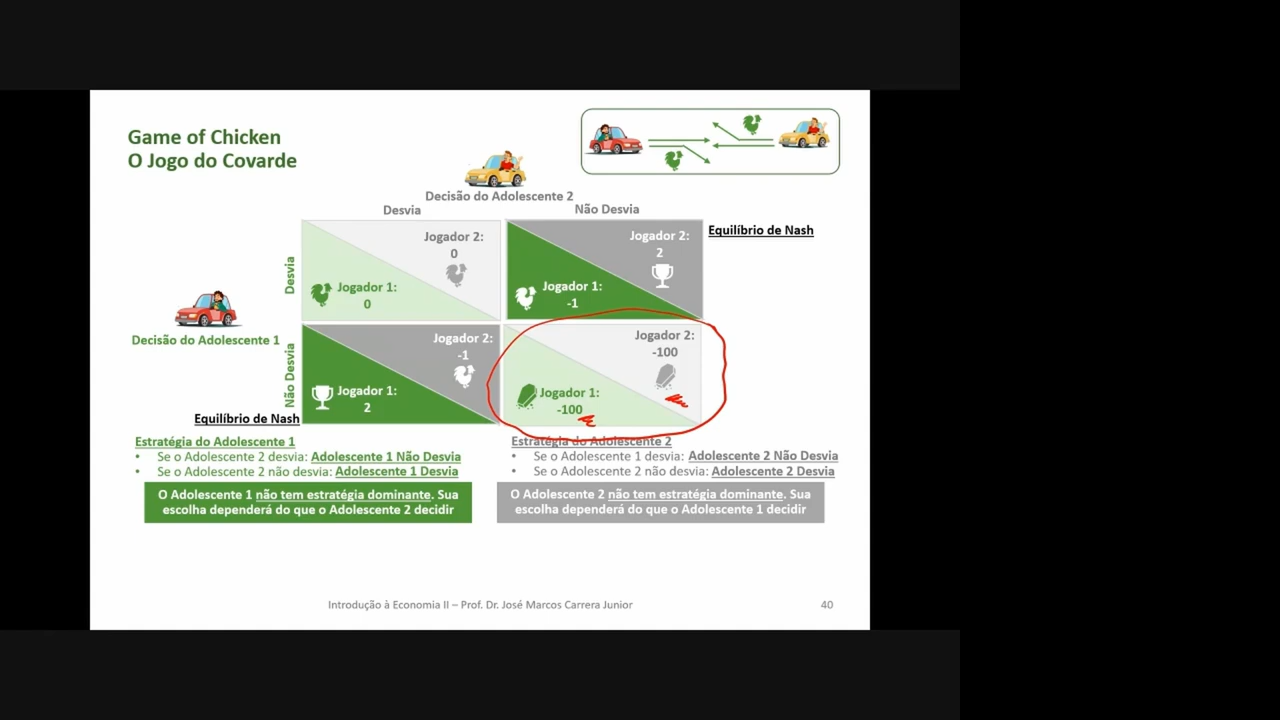 Game of Chicken
O Jogo do Covarde
Decisão do Adolescente 2
Desvia
Não Desvia
Equilíbrio de Nash
Desvia
Jogador 2:
0
Jogador 1:
0
Jogador 2:
2
Jogador 1:
-1
Decisão do Adolescente 1
Não Desvia
Jogador 2:
-1
Jogador 1:
2
Jogador 2:
-100
Jogador 1:
-100
Equilíbrio de Nash
Estratégia do Adolescente 1
• Se o Adolescente 2 desvia: Adolescente 1 Não Desvia
• Se o Adolescente 2 não desvia: Adolescente 1 Desvia
O Adolescente 1 não tem estratégia dominante. Sua
escolha dependerá do que o Adolescente 2 decidir
Estratégia do Adolescente 2
• Se o Adolescente 1 desvia: Adolescente 2 Não Desvia
• Se o Adolescente 2 não desvia: Adolescente 2 Desvia
O Adolescente 2 não tem estratégia dominante. Sua
escolha dependerá do que o Adolescente 1 decidir
Introdução à Economia II – Prof. Dr. José Marcos Carrera Junior
40